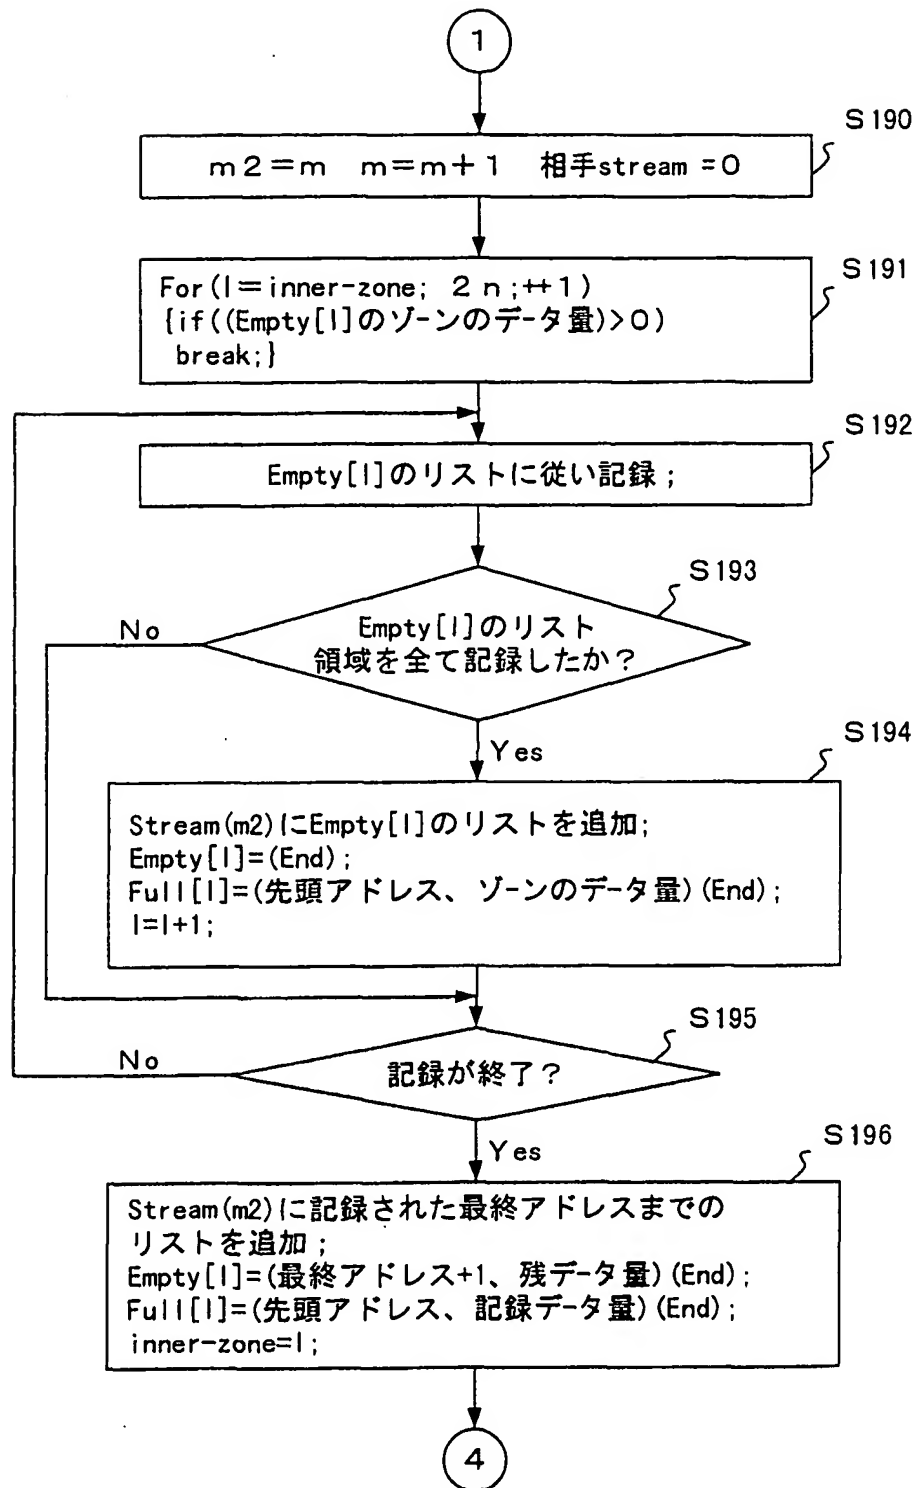 1
S190
m2=m m=m+1 相手stream =0
S191
For(l=inner-zone; 2n;++1)
{if((Empty[l]のゾーンのデータ量)>0)
break;}
S192
Empty[l]のリストに従い記録;
S193
No
Empty[l]のリスト
領域を全て記録したか?
Yes
S194
Stream(m2)にEmpty[l]のリストを追加;
Empty[l]=(End);
Full[l]=(先頭アドレス、ゾーンのデータ量)(End);
l=l+1;
S195
No
記録が終了?
Yes
S196
Stream(m2)に記録された最終アドレスまでの
リストを追加;
Empty[l]=(最終アドレス+1、残データ量)(End);
Full[l]=(先頭アドレス、記録データ量)(End);
inner-zone=l;
4